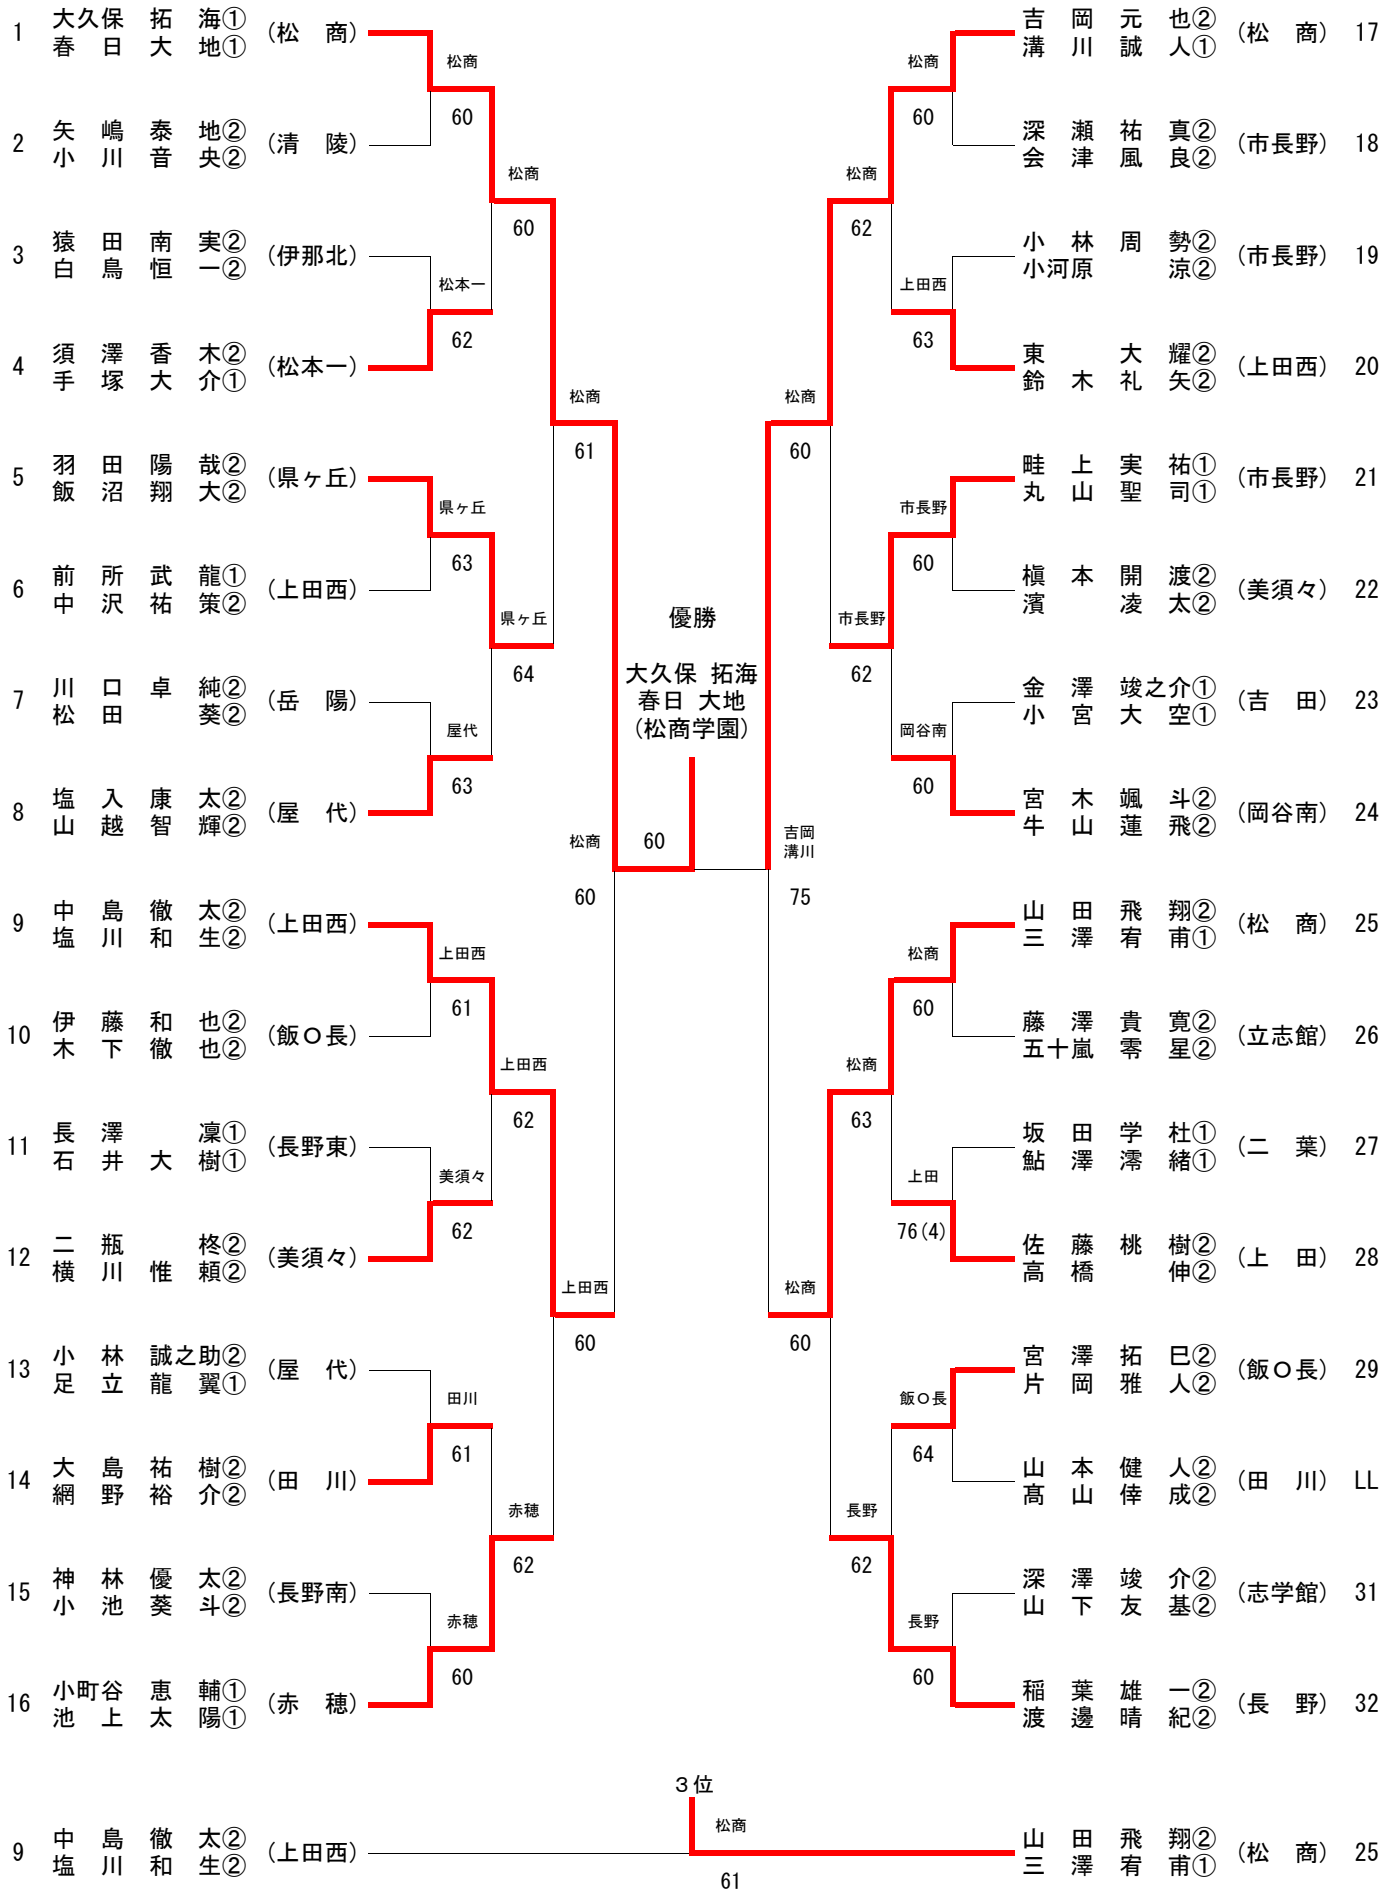 1 大久保 拓 海① (松 商)
春 日 大 地①
松商
60
2 矢 嶋 泰 地② (清 陵)
小 川 音 央②
松商
60
3 猿 田 南 実② (伊那北)
白 鳥 恒 一②
松本一
62
4 須 澤 香 木② (松本一)
手 塚 大 介①
松商
61
5 羽 田 陽 哉② (県ヶ丘)
飯 沼 翔 大②
県ヶ丘
63
6 前 所 武 龍① (上田西)
中 沢 祐 策②
県ヶ丘
64
7 川 口 卓 純② (岳 陽)
松 田 葵②
屋代
63
8 塩 入 康 太② (屋 代)
山 越 智 輝②
松商
60
9 中 島 徹 太② (上田西)
塩 川 和 生②
上田西
61
10 伊 藤 和 也② (飯O長)
木 下 徹 也②
上田西
62
11 長 澤 凜① (長野東)
石 井 大 樹①
美須々
62
12 二 瓶 柊② (美須々)
横 川 惟 頼②
上田西
60
13 小 林 誠之助② (屋 代)
足 立 龍 翼①
田川
61
14 大 島 祐 樹② (田 川)
網 野 裕 介②
赤穂
62
15 神 林 優 太② (長野南)
小 池 葵 斗②
赤穂
60
16 小町谷 恵 輔① (赤 穂)
池 上 太 陽①
優勝
大久保 拓海
春日 大地
(松商学園)
60
吉 岡 元 也② (松 商) 17
溝 川 誠 人①
松商
60
深 瀬 祐 真② (市長野) 18
会 津 風 良②
松商
62
小 林 周 勢② (市長野) 19
小河原 涼②
上田西
63
東 大 耀② (上田西) 20
鈴 木 礼 矢②
松商
60
畦 上 実 祐① (市長野) 21
丸 山 聖 司①
市長野
60
槇 本 開 渡② (美須々) 22
濱 凌 太②
市長野
62
金 澤 竣之介① (吉 田) 23
小 宮 大 空①
岡谷南
60
宮 木 颯 斗② (岡谷南) 24
牛 山 蓮 飛②
吉岡
溝川
75
山 田 飛 翔② (松 商) 25
三 澤 宥 甫①
松商
60
藤 澤 貴 寛② (立志館) 26
五十嵐 零 星②
松商
63
坂 田 学 杜① (二 葉) 27
鮎 澤 澪 緒①
上田
76(4)
佐 藤 桃 樹② (上 田) 28
高 橋 伸②
松商
60
宮 澤 拓 巳② (飯O長) 29
片 岡 雅 人②
飯O長
64
山 本 健 人② (田 川) LL
髙 山 倖 成②
長野
62
深 澤 竣 介② (志学館) 31
山 下 友 基②
長野
60
稲 葉 雄 一② (長 野) 32
渡 邊 晴 紀②
3位
9 中 島 徹 太② (上田西)
塩 川 和 生②
松商
61
山 田 飛 翔② (松 商) 25
三 澤 宥 甫①